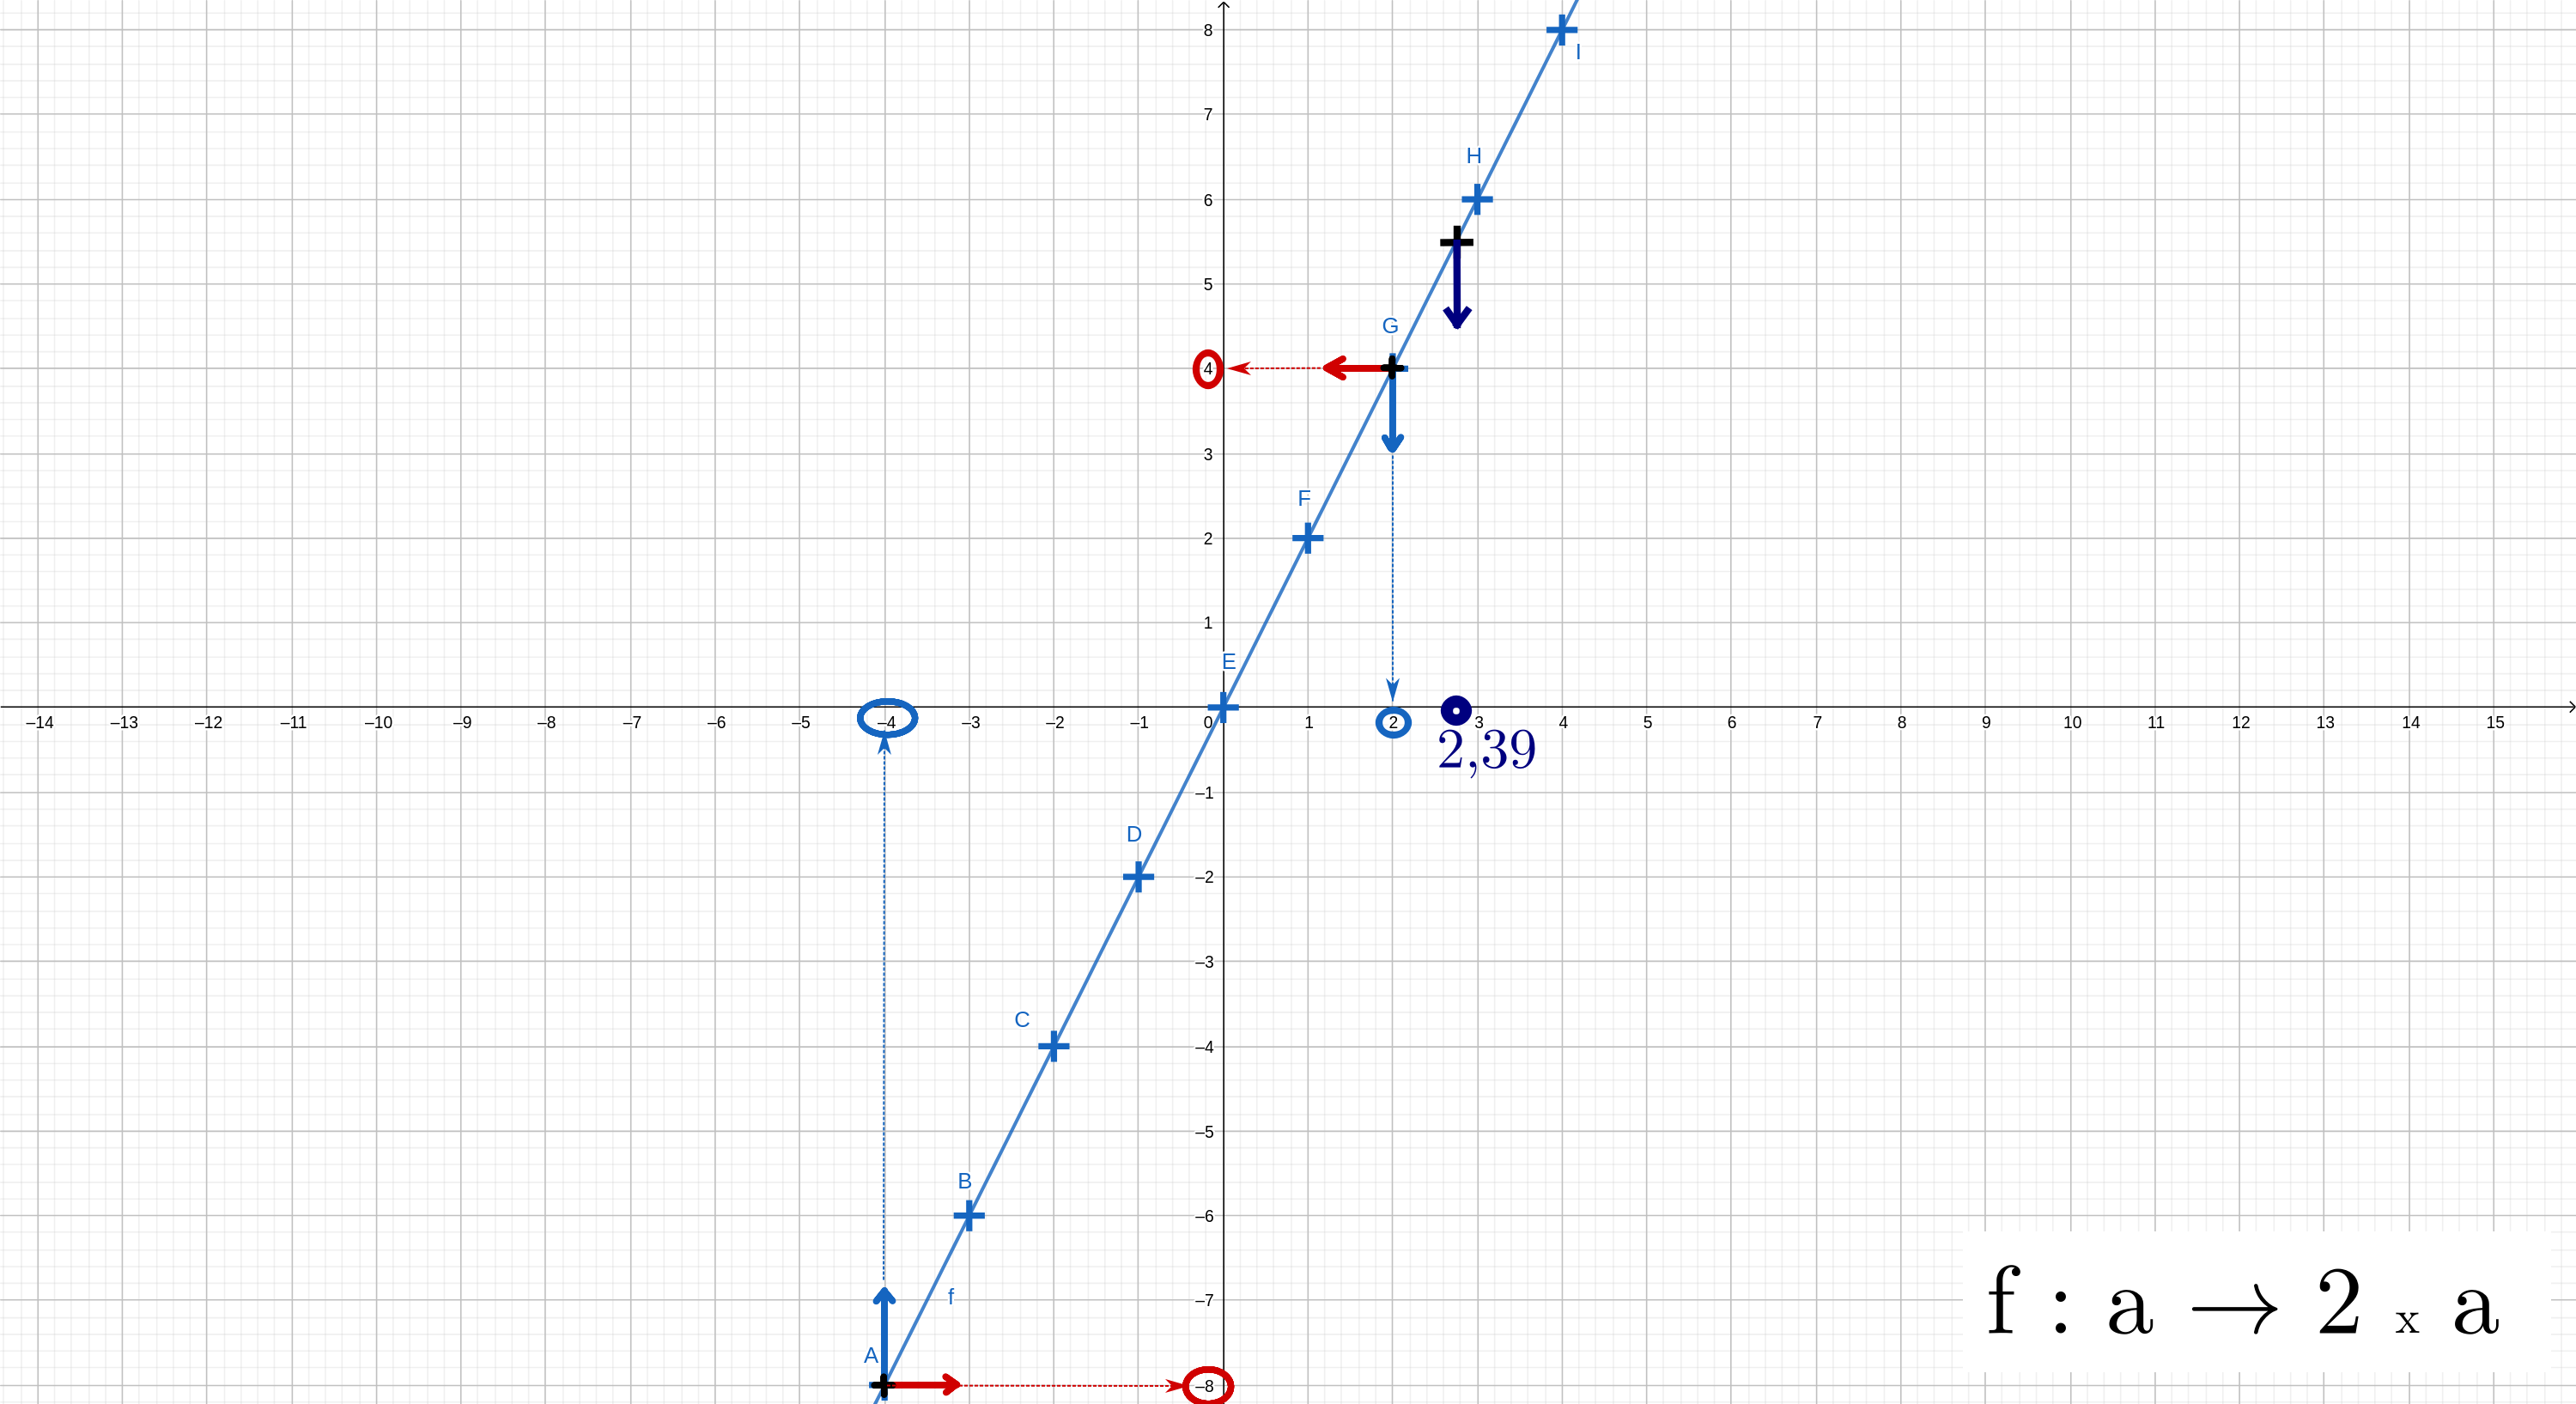 8
I
7
H
6
5
G
4
3
F
2
1
E
–14 –13 –12 –11 –10 –9 –8 –7 –6 –5 –4 –3 –2 –1 0 1 2 3 4 5 6 7 8 9 10 11 12 13 14 15
2,39
–1
D
–2
–3
C
–4
–5
B
–6
f
–7
f : a → 2 x a
A
–8